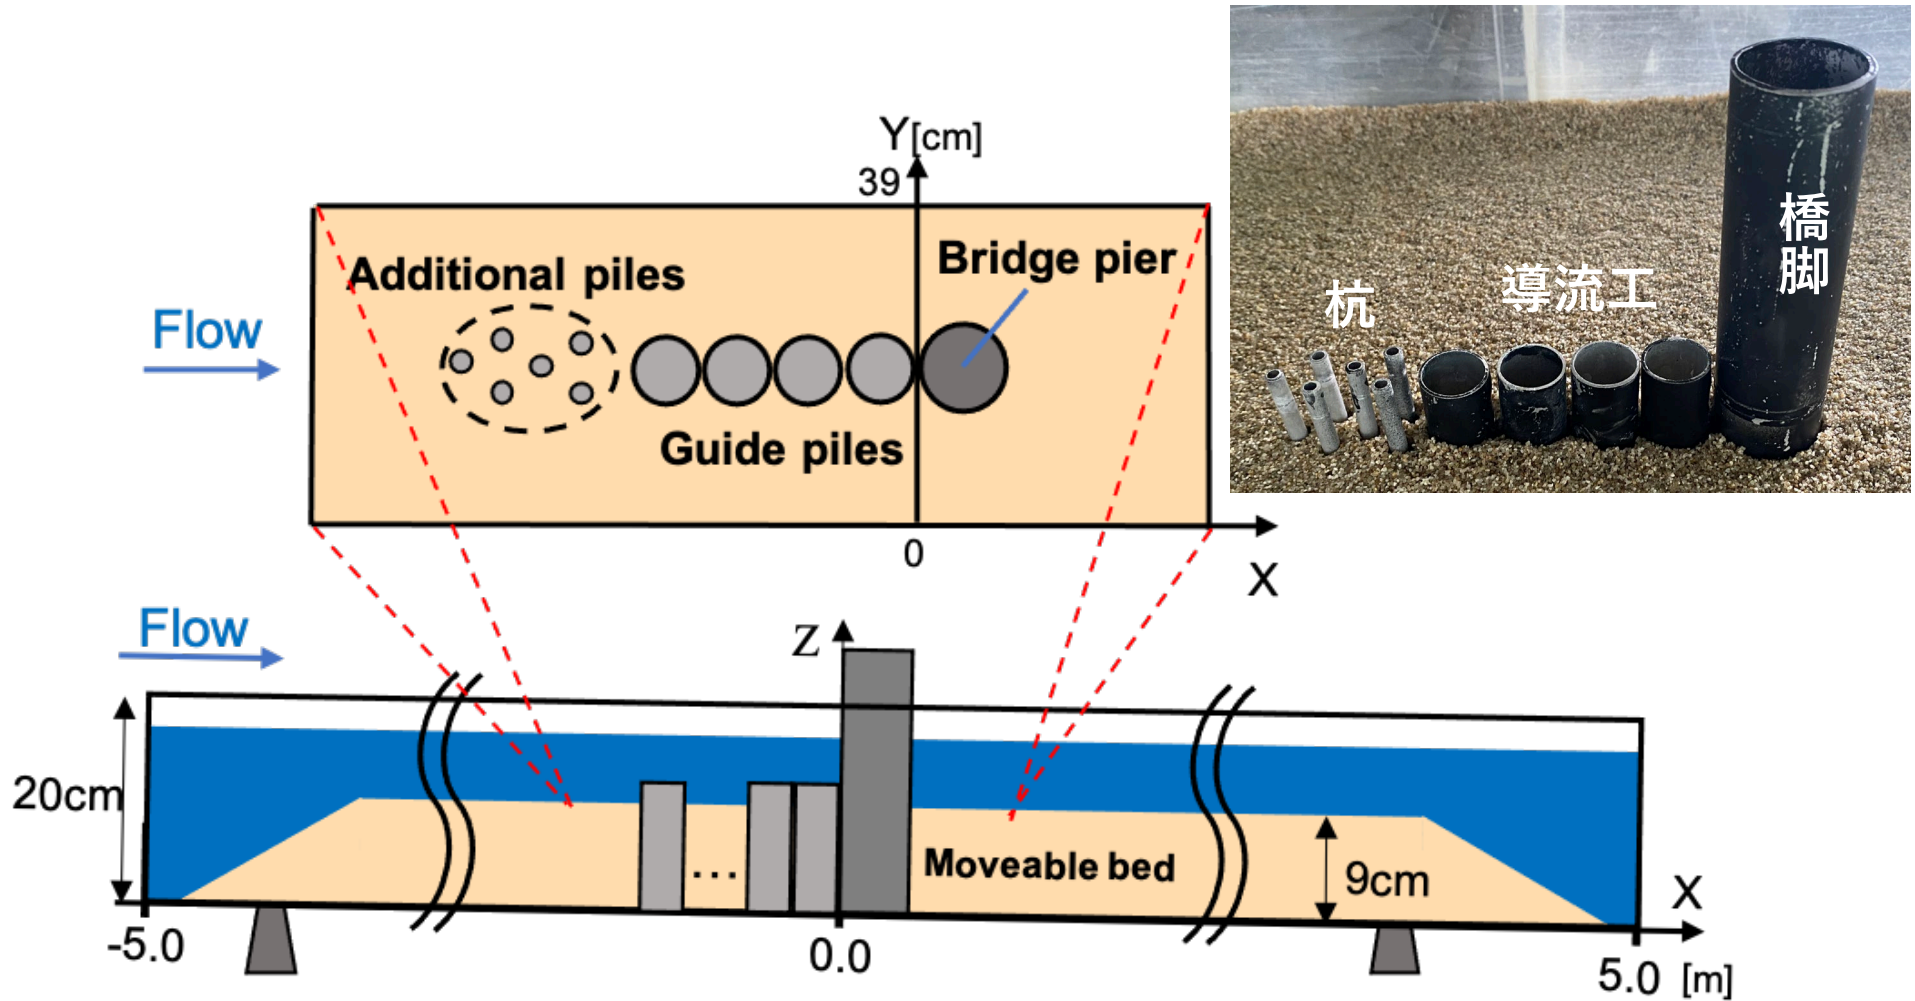 Y[cm]
39
Additional piles
Bridge pier
Flow
Guide piles
0
X
杭
導流工
橋脚
Flow
Z
20cm
...
Moveable bed
9cm
X
-5.0
0.0
5.0 [m]